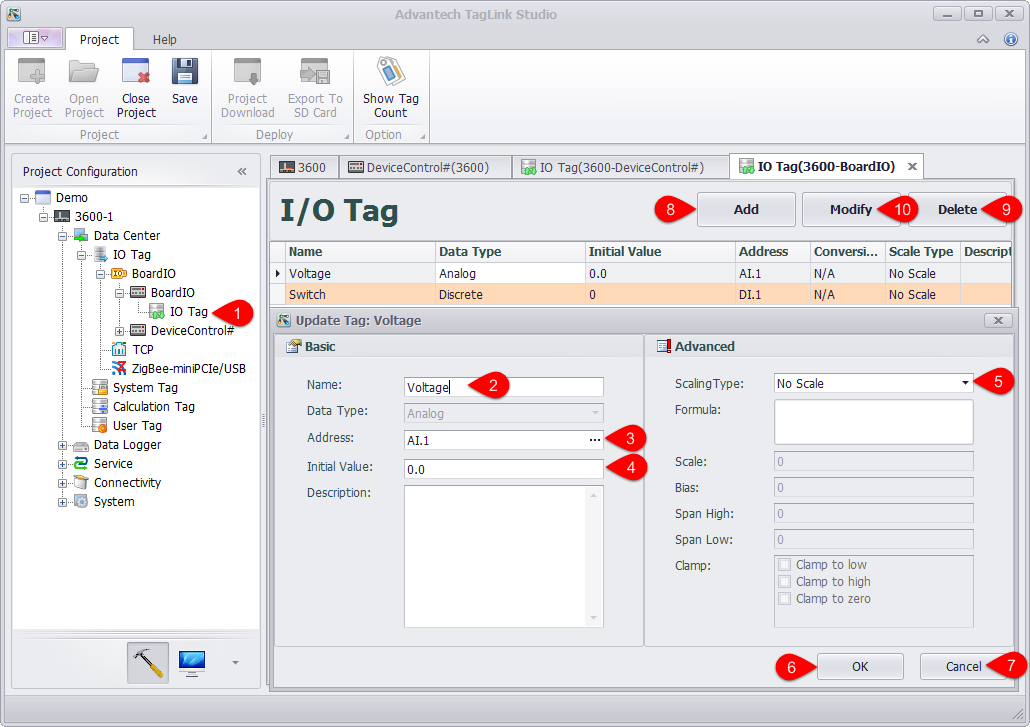 Advantech TagLink Studio
Project
Help
Create Project
Open Project
Close Project
Save
Project Download
Export To SD Card
Show Tag Count
Project
Deploy
Option
Project Configuration
Demo
3600-1
Data Center
IO Tag
BoardIO
BoardIO
IO Tag
1
DeviceControl#
TCP
ZigBee-miniPCIe/USB
System Tag
Calculation Tag
User Tag
Data Logger
Service
Connectivity
System
3600
DeviceControl#(3600)
IO Tag(3600-DeviceControl#)
IO Tag(3600-BoardIO)
I/O Tag
8
Add
Modify
10
Delete
9
Name Data Type Initial Value Address Conversi... Scale Type Descript
Voltage Analog 0.0 AI.1 N/A No Scale
Switch Discrete 0 DI.1 N/A No Scale
Update Tag: Voltage
Basic
Name: Voltage
2
Data Type: Analog
Address: AI.1 ...
3
Initial Value: 0.0
4
Description:
Advanced
ScalingType: No Scale
5
Formula:
Scale: 0
Bias: 0
Span High: 0
Span Low: 0
Clamp: Clamp to low
Clamp to high
Clamp to zero
6
OK
Cancel
7